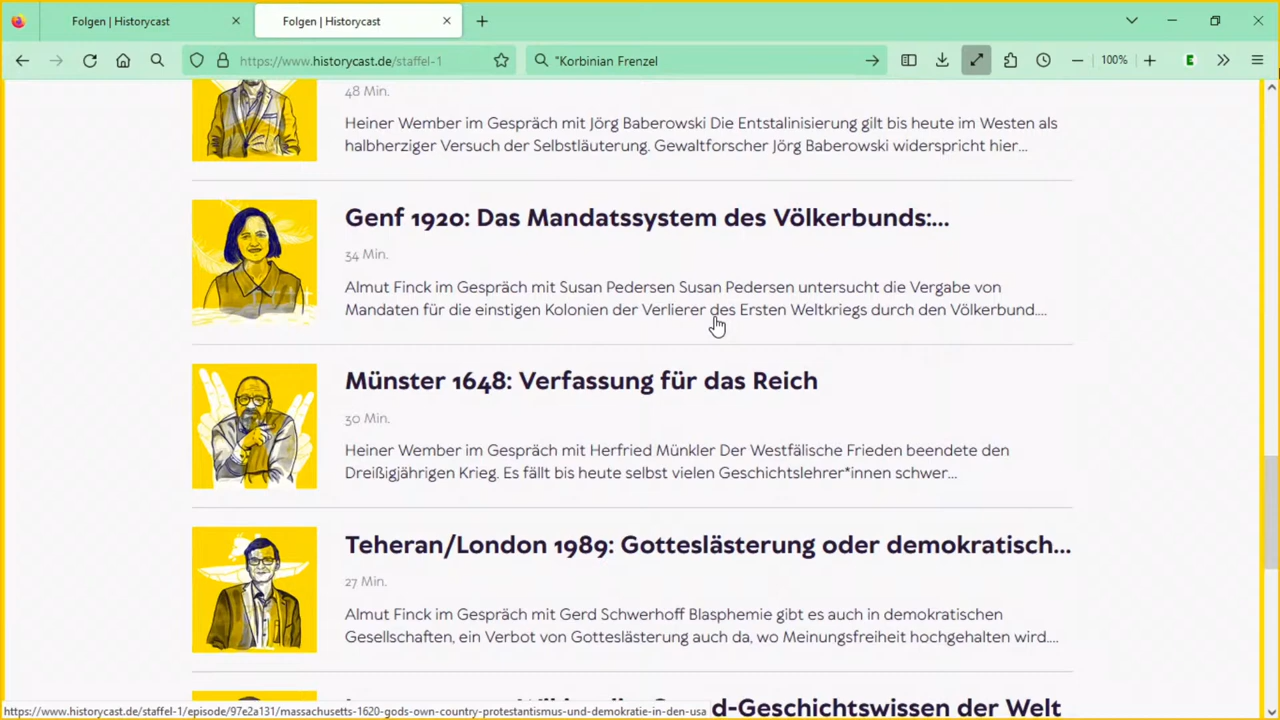 Folgen | Historycast
Folgen | Historycast
https://www.historycast.de/staffel-1
"Korbinian Frenzel
100%
48 Min.
Heiner Wember im Gespräch mit Jörg Baberowski Die Entstalinisierung gilt bis heute im Westen als
halbherziger Versuch der Selbstläuterung. Gewaltforscher Jörg Baberowski widerspricht hier...
Genf 1920: Das Mandatssystem des Völkerbunds:...
34 Min.
Almut Finck im Gespräch mit Susan Pedersen Susan Pedersen untersucht die Vergabe von
Mandaten für die einstigen Kolonien der Verlierer des Ersten Weltkriegs durch den Völkerbund....
Münster 1648: Verfassung für das Reich
30 Min.
Heiner Wember im Gespräch mit Herfried Münkler Der Westfälische Frieden beendete den
Dreißigjährigen Krieg. Es fällt bis heute selbst vielen Geschichtslehrer*innen schwer...
Teheran/London 1989: Gotteslästerung oder demokratisch...
27 Min.
Almut Finck im Gespräch mit Gerd Schwerhoff Blasphemie gibt es auch in demokratischen
Gesellschaften, ein Verbot von Gotteslästerung auch da, wo Meinungsfreiheit hochgehalten wird....
d-Geschichtswissen der Welt
https://www.historycast.de/staffel-1/episode/97e2a131/massachusetts-1620-gods-own-country-protestantismus-und-demokratie-in-den-usa